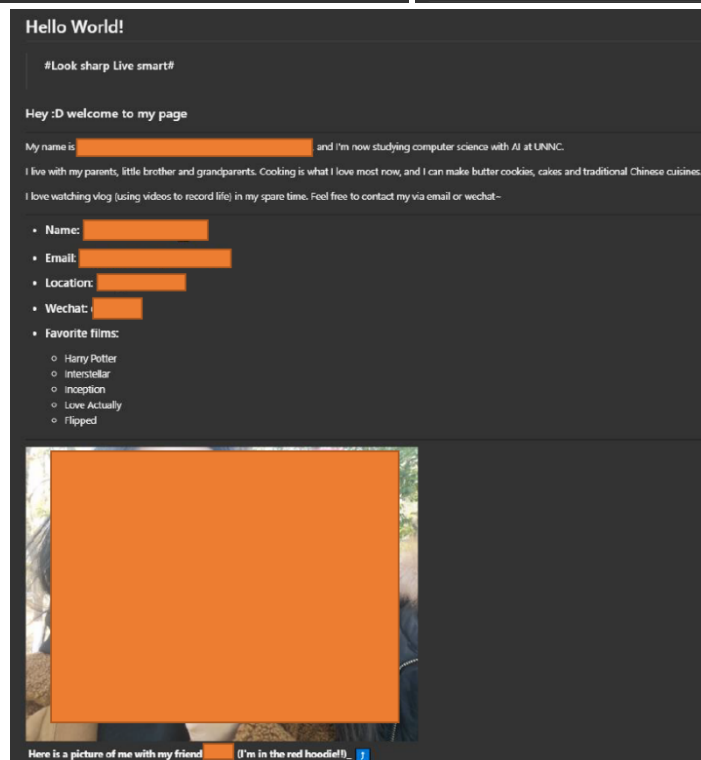 Hello World!
#Look sharp Live smart#
Hey :D welcome to my page
My name is and I'm now studying computer science with AI at UNNC.
I live with my parents, little brother and grandparents. Cooking is what I love most now, and I can make butter cookies, cakes and traditional Chinese cuisines.
I love watching vlog (using videos to record life) in my spare time. Feel free to contact my via email or wechat~
• Name:
• Email:
• Location:
• Wechat:
• Favorite films:
○ Harry Potter
○ Interstellar
○ Inception
○ Love Actually
○ Flipped
Here is a picture of me with my friend (I'm in the red hoodie!!)_ ⤴